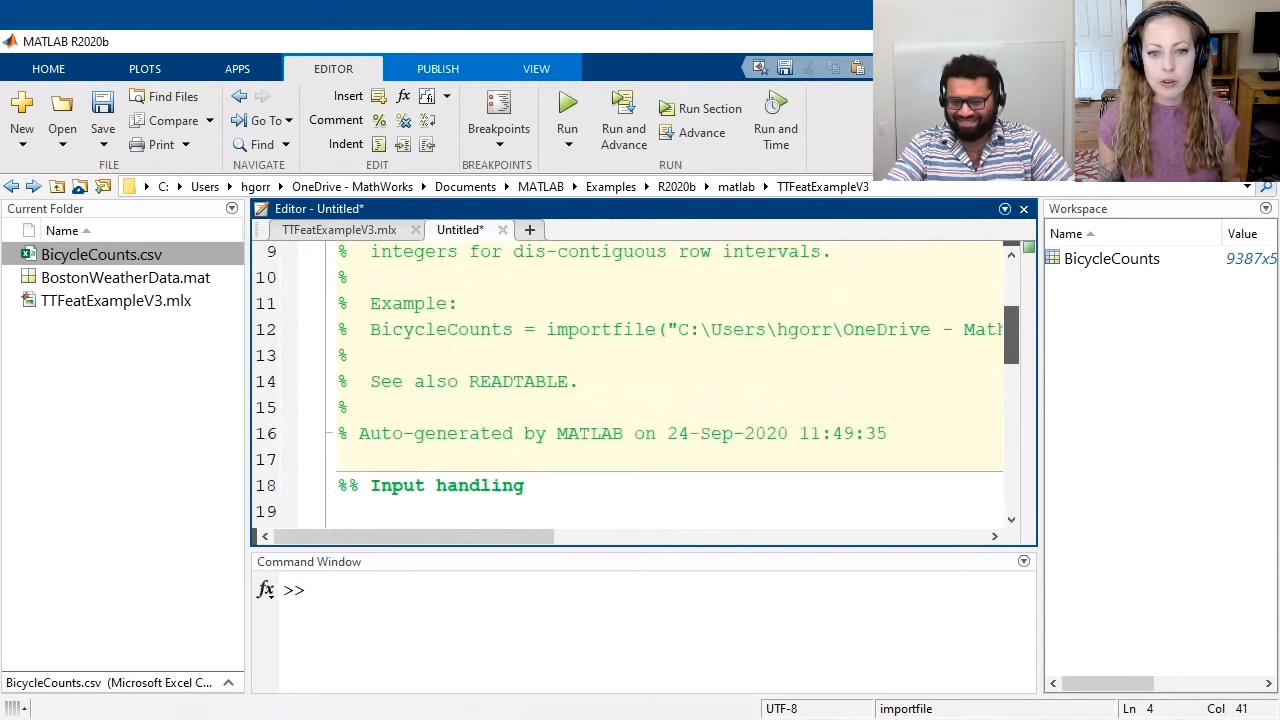 MATLAB R2020b
HOME PLOTS APPS EDITOR PUBLISH VIEW
New Open Save Find Files Compare Print
Go To Find
Insert fx
Comment % %
Indent
Breakpoints Run Run and Advance Run Section Advance Run and Time
FILE NAVIGATE EDIT BREAKPOINTS RUN
C: Users hgorr OneDrive - MathWorks Documents MATLAB Examples R2020b matlab TTFeatExampleV3
Current Folder
Name
BicycleCounts.csv
BostonWeatherData.mat
TTFeatExampleV3.mlx
BicycleCounts.csv (Microsoft Excel C...
Editor - Untitled*
TTFeatExampleV3.mlx Untitled* +
9 % integers for dis-contiguous row intervals.
10 %
11 % Example:
12 % BicycleCounts = importfile("C:\Users\hgorr\OneDrive - Math
13 %
14 % See also READTABLE.
15 %
16 % Auto-generated by MATLAB on 24-Sep-2020 11:49:35
17
18 %% Input handling
19
Command Window
fx >>
Workspace
Name Value
BicycleCounts 9387x5
UTF-8 importfile Ln 4 Col 41